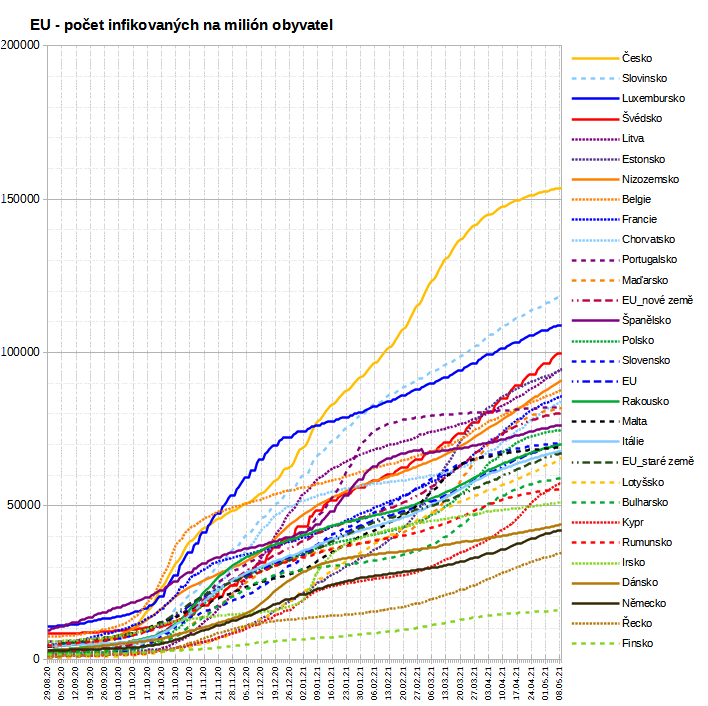 EU - počet infikovaných na milión obyvatel
200000
150000
100000
50000
0
29.08.20
05.09.20
12.09.20
19.09.20
26.09.20
03.10.20
10.10.20
17.10.20
24.10.20
31.10.20
07.11.20
14.11.20
21.11.20
28.11.20
05.12.20
12.12.20
19.12.20
26.12.20
02.01.21
09.01.21
16.01.21
23.01.21
30.01.21
06.02.21
13.02.21
20.02.21
27.02.21
06.03.21
13.03.21
20.03.21
27.03.21
03.04.21
10.04.21
17.04.21
24.04.21
01.05.21
08.05.21
Česko
Slovinsko
Luxembursko
Švédsko
Litva
Estonsko
Nizozemsko
Belgie
Francie
Chorvatsko
Portugalsko
Maďarsko
EU_nové země
Španělsko
Polsko
Slovensko
EU
Rakousko
Malta
Itálie
EU_staré země
Lotyšsko
Bulharsko
Kypr
Rumunsko
Irsko
Dánsko
Německo
Řecko
Finsko